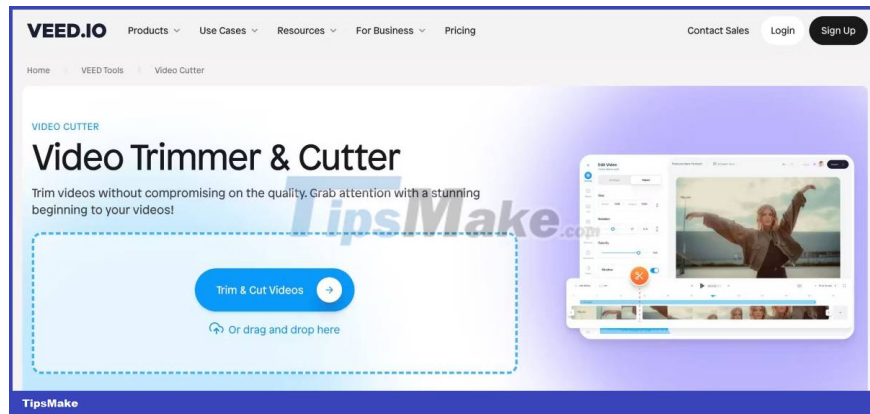 VEED.IO
Products Use Cases Resources For Business Pricing Contact Sales Login Sign Up
Home VEED Tools Video Cutter
VIDEO CUTTER
Video Trimmer & Cutter
Trim videos without compromising on the quality. Grab attention with a stunning
beginning to your videos!
TipsMake.com
Trim & Cut Videos
Or drag and drop here
Edit Video
TipsMake